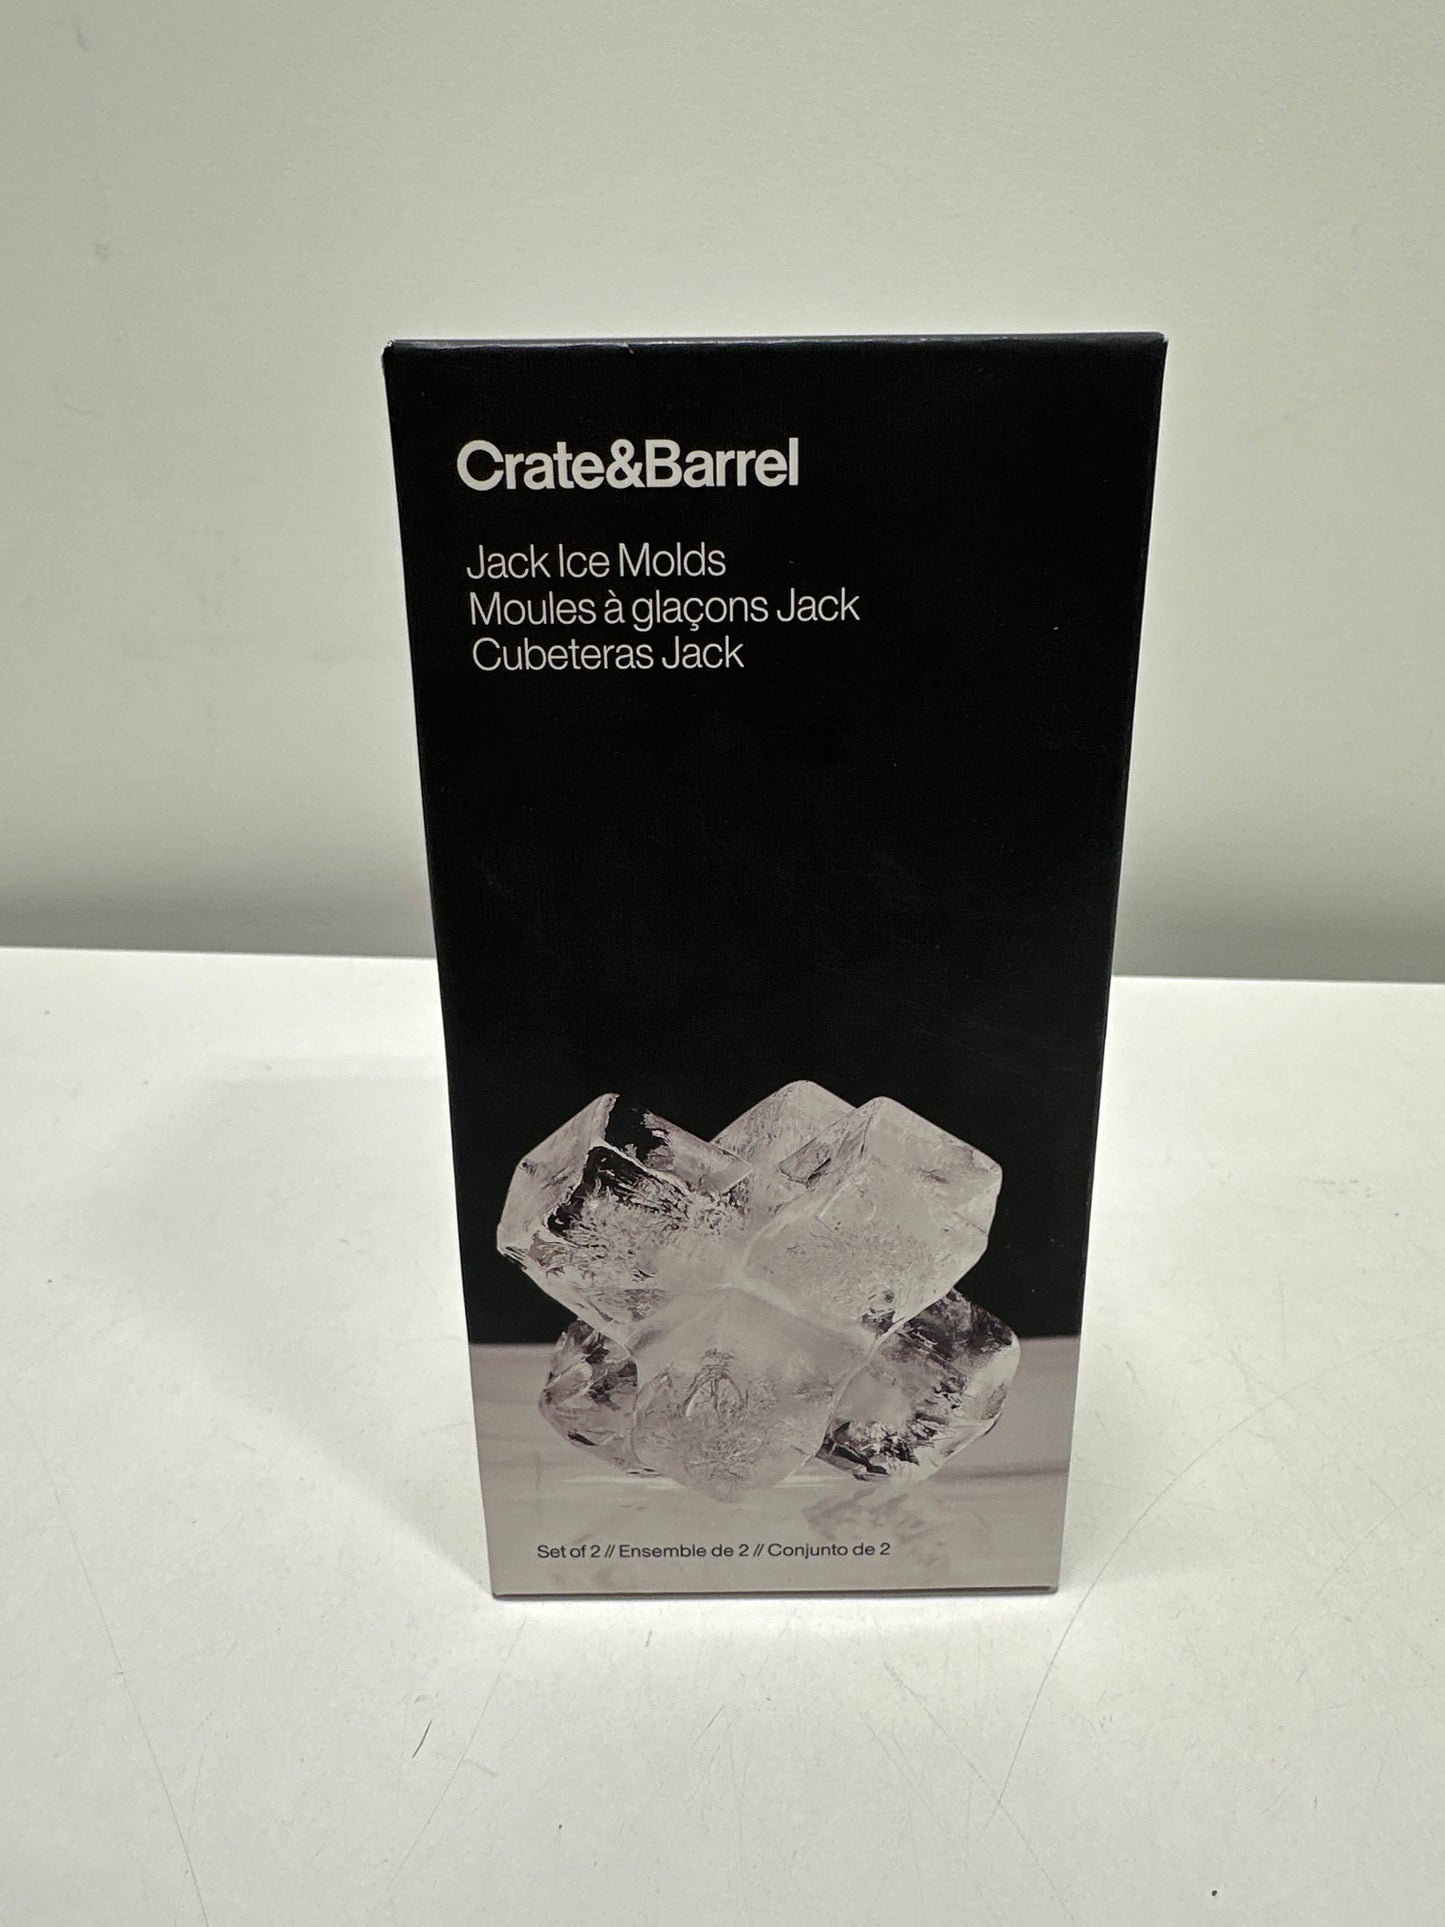 Crate&Barrel
Jack Ice Molds
Moules à glaçons Jack
Cubeteras Jack
Set of 2 // Ensemble de 2 // Conjunto de 2